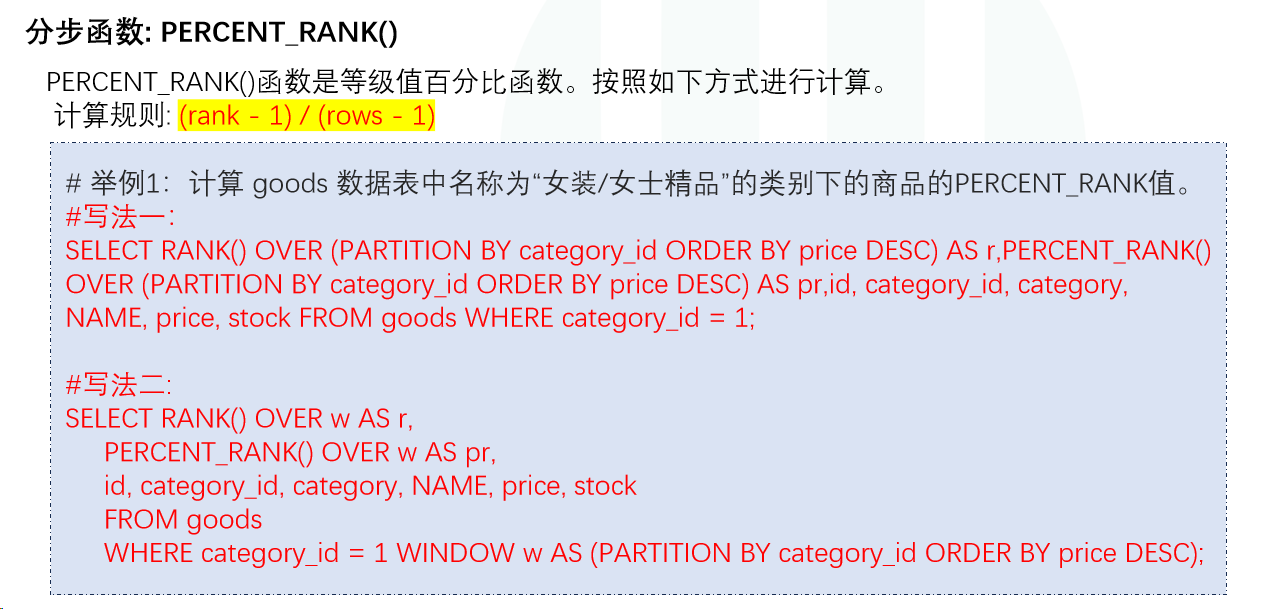 分步函数: PERCENT_RANK()
PERCENT_RANK()函数是等级值百分比函数。按照如下方式进行计算。
计算规则: (rank - 1) / (rows - 1)
# 举例1：计算 goods 数据表中名称为“女装/女士精品”的类别下的商品的PERCENT_RANK值。
#写法一：
SELECT RANK() OVER (PARTITION BY category_id ORDER BY price DESC) AS r,PERCENT_RANK()
OVER (PARTITION BY category_id ORDER BY price DESC) AS pr,id, category_id, category,
NAME, price, stock FROM goods WHERE category_id = 1;
#写法二:
SELECT RANK() OVER w AS r,
PERCENT_RANK() OVER w AS pr,
id, category_id, category, NAME, price, stock
FROM goods
WHERE category_id = 1 WINDOW w AS (PARTITION BY category_id ORDER BY price DESC);